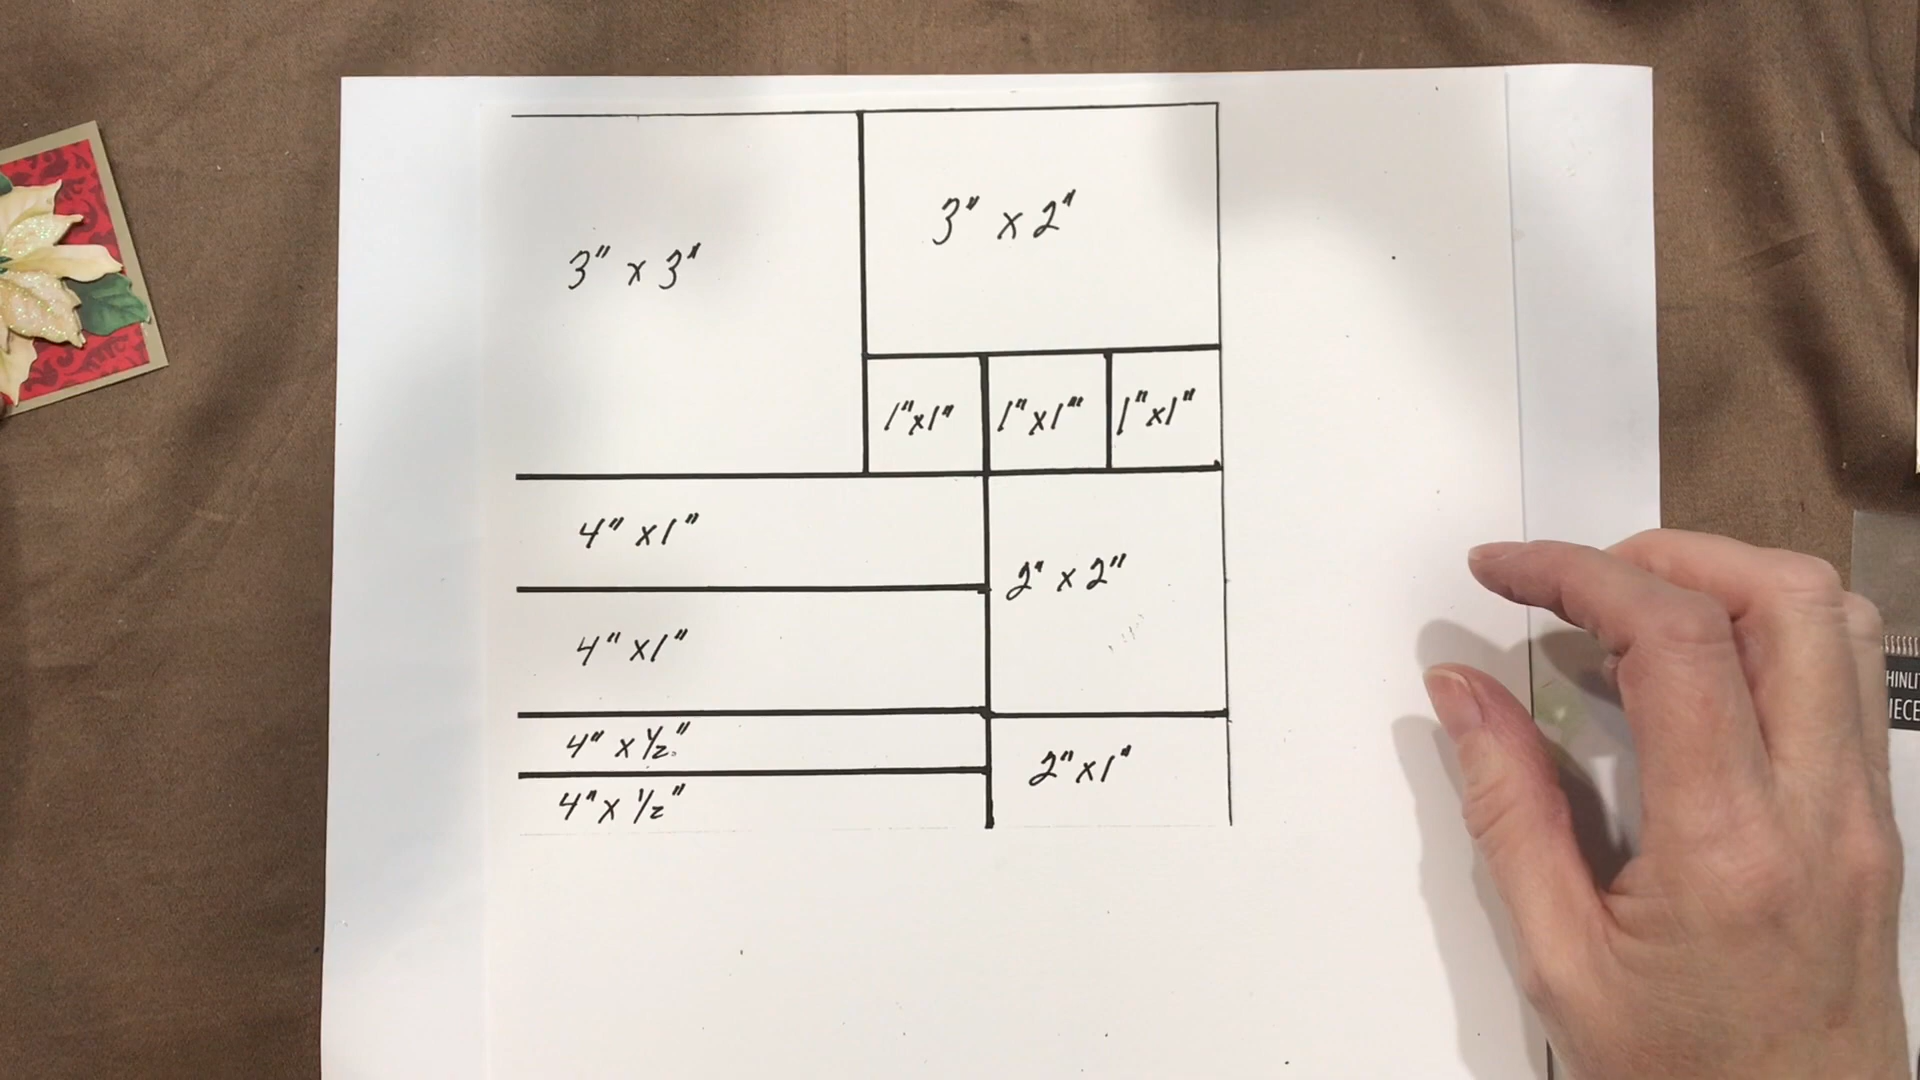 3" x 3"
3" x 2"
1"x1"
1"x1"'
1"x1"
4" x1"
2" x 2"
4" x1"
4" x ½"
4" x ½"
2"x1"